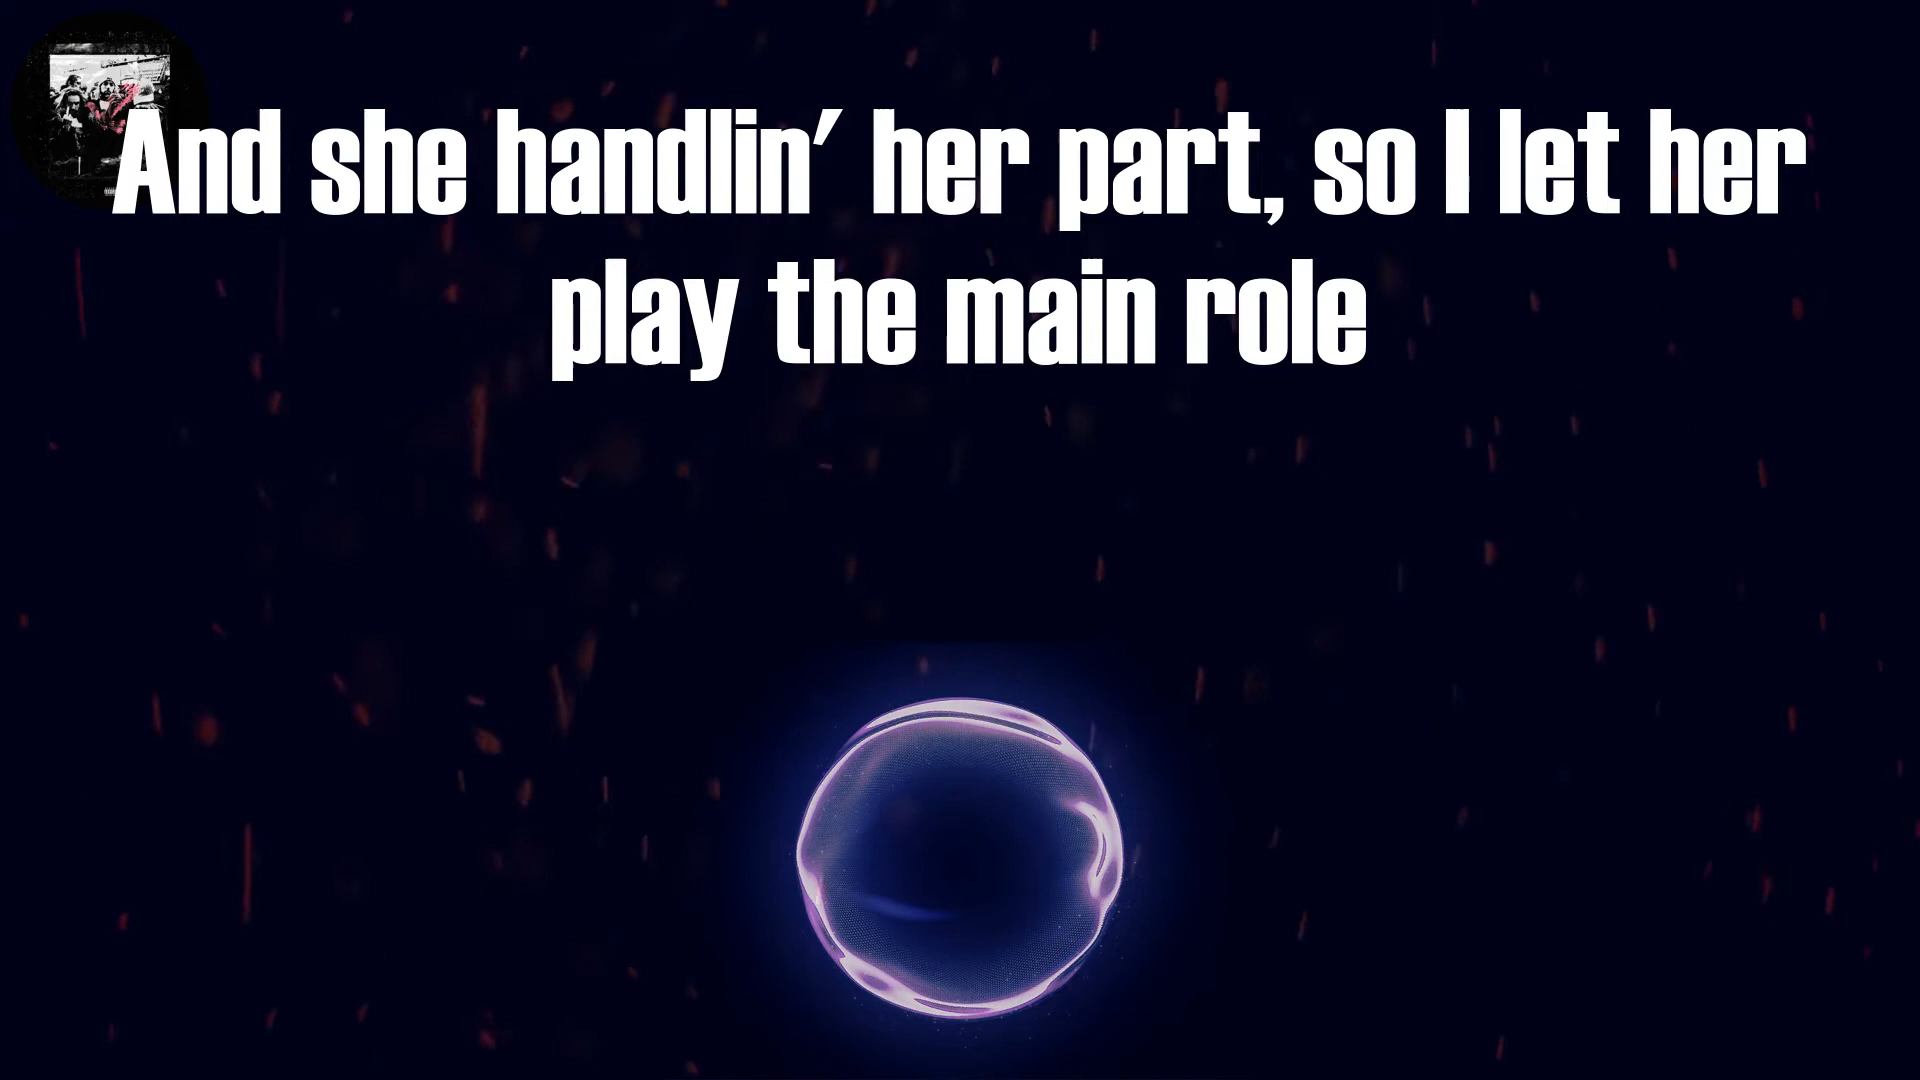 And she handlin' her part, so I let her
play the main role